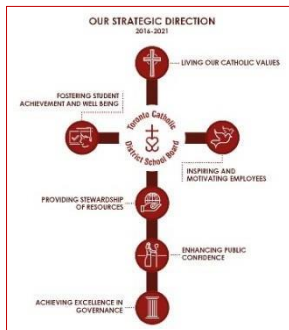 OUR STRATEGIC DIRECTION
2016-2021
LIVING OUR CATHOLIC VALUES
FOSTERING STUDENT
ACHIEVEMENT AND WELL BEING
Toronto Catholic
District School Board
INSPIRING AND
MOTIVATING EMPLOYEES
PROVIDING STEWARDSHIP
OF RESOURCES
ENHANCING PUBLIC
CONFIDENCE
ACHIEVING EXCELLENCE IN
GOVERNANCE